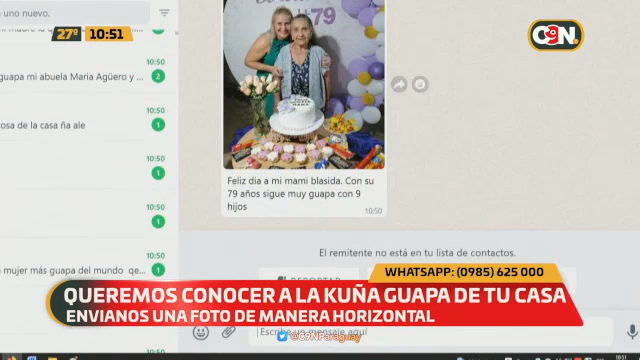 a uno nuevo.
27° 10:51
C9N
79
10:50
guapa mi abuela Maria Agüero y ...
2
10:50
osa de la casa ña ale
1
10:50
1
10:50
1
10:50
a mujer más guapa del mundo que...
1
Feliz dia a mi mami blasida. Con su
79 años sigue muy guapa con 9
hijos
10:50
El remitente no está en tu lista de contactos.
REPORTAR
WHATSAPP: (0985) 625 000
QUEREMOS CONOCER A LA KUÑA GUAPA DE TU CASA
ENVIANOS UNA FOTO DE MANERA HORIZONTAL
Escribe un mensaje aquí
@C9NParaguay
10:51